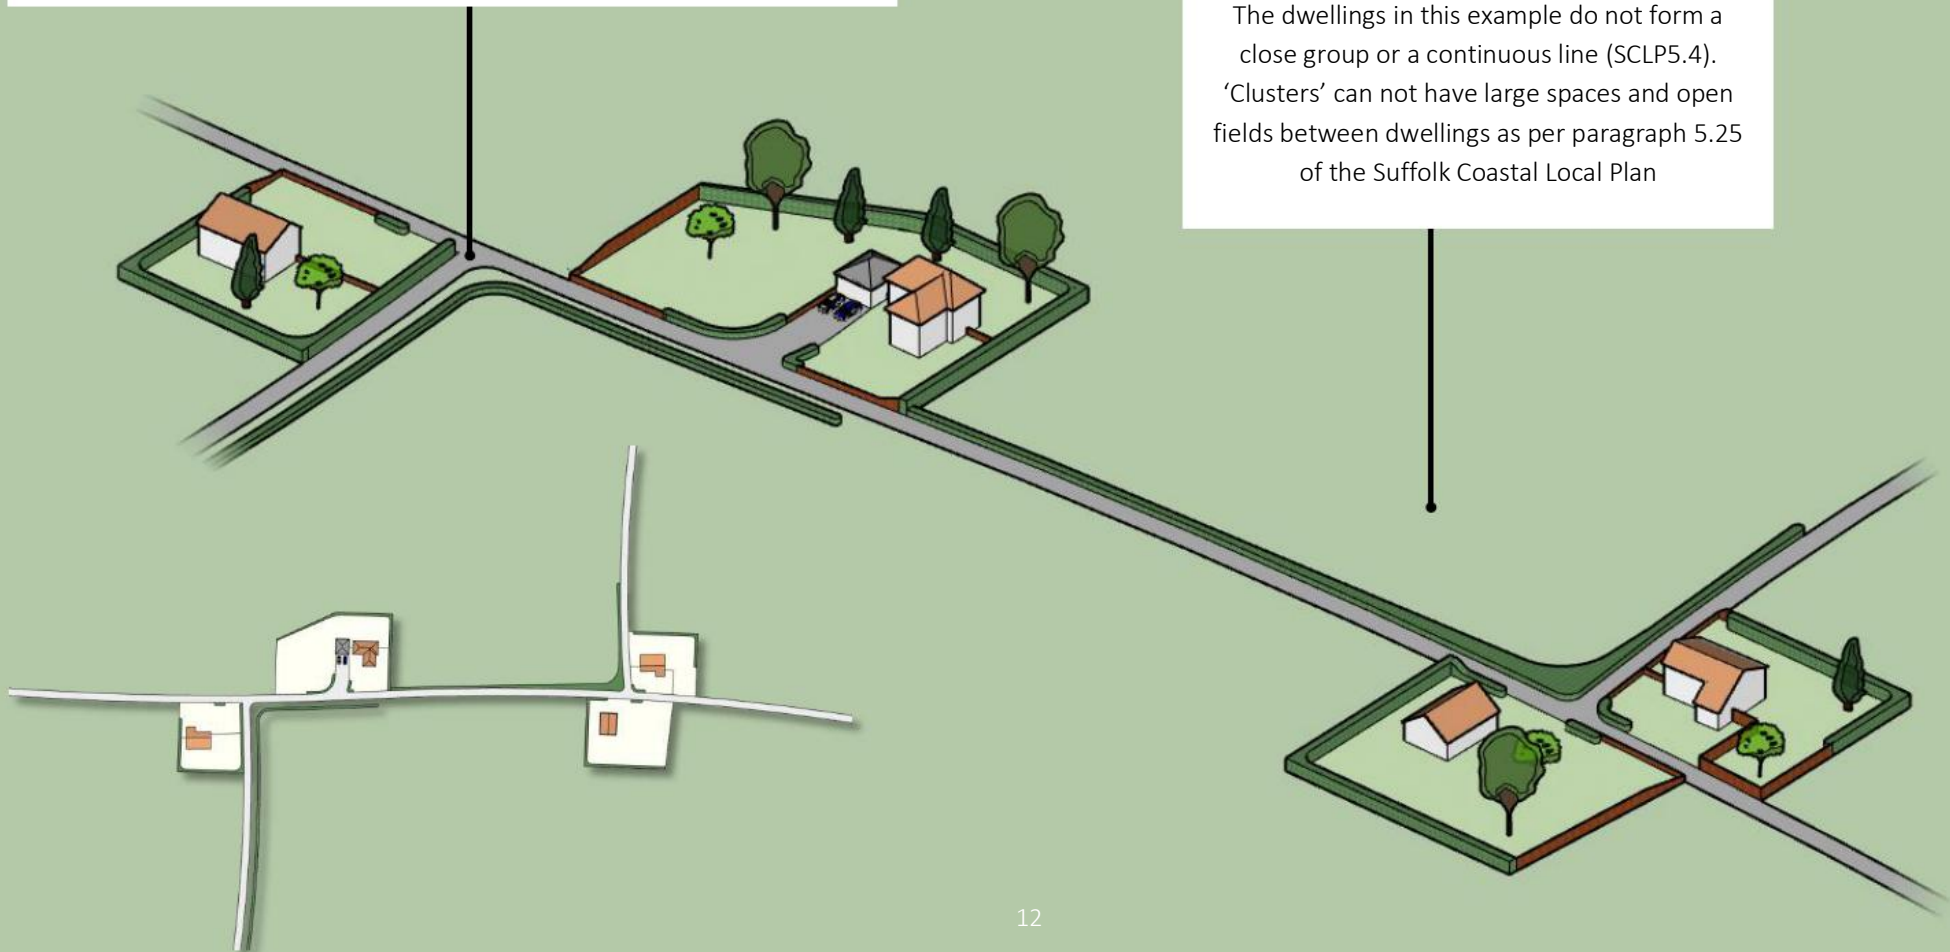 The dwellings in this example do not form a
close group or a continuous line (SCLP5.4).
‘Clusters’ can not have large spaces and open
fields between dwellings as per paragraph 5.25
of the Suffolk Coastal Local Plan
12